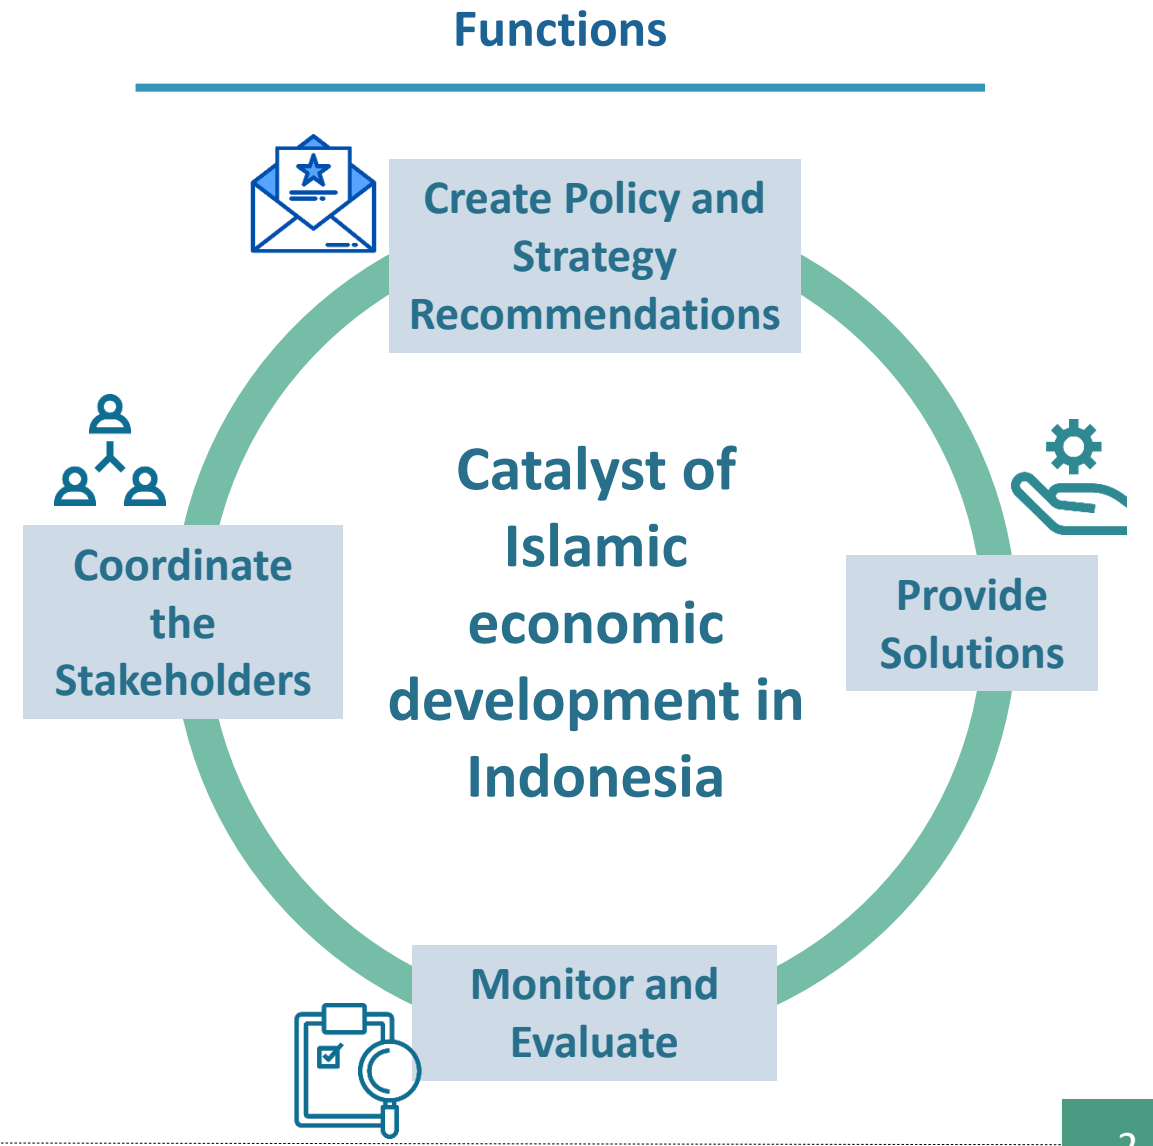 Functions
Create Policy and
Strategy
Recommendations
Coordinate
the
Stakeholders
Catalyst of
Islamic
economic
development in
Indonesia
Provide
Solutions
Monitor and
Evaluate
2